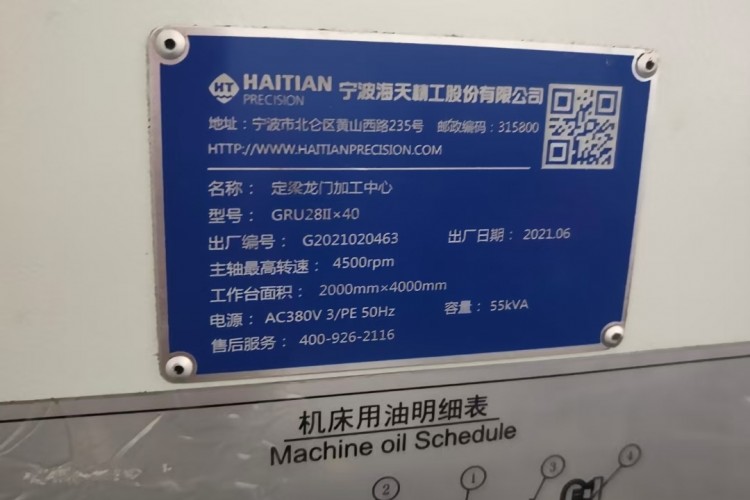 HT HAITIAN PRECISION 宁波海天精工股份有限公司
地址：宁波市北仑区黄山西路235号 邮政编码：315800
HTTP://WWW.HAITIANPRECISION.COM
名称： 定梁龙门加工中心
型号： GRU28II×40
出厂编号： G2021020463 出厂日期： 2021.06
主轴最高转速： 4500rpm
工作台面积： 2000mm×4000mm
电源： AC380V 3/PE 50Hz 容量： 55kVA
售后服务： 400-926-2116
机床用油明细表
Machine oil Schedule
2 1 3 4